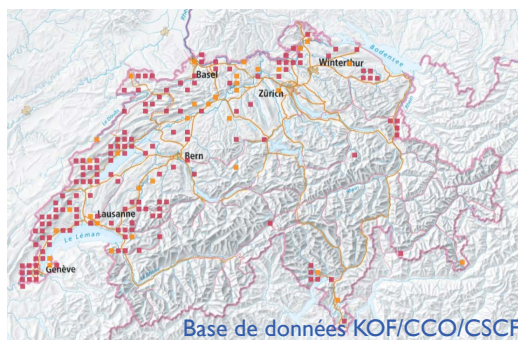 Bodensee
Basel
Winterthur
Zürich
Bern
Lausanne
Le Léman
Genève
Base de données KOF/CCO/CSCF